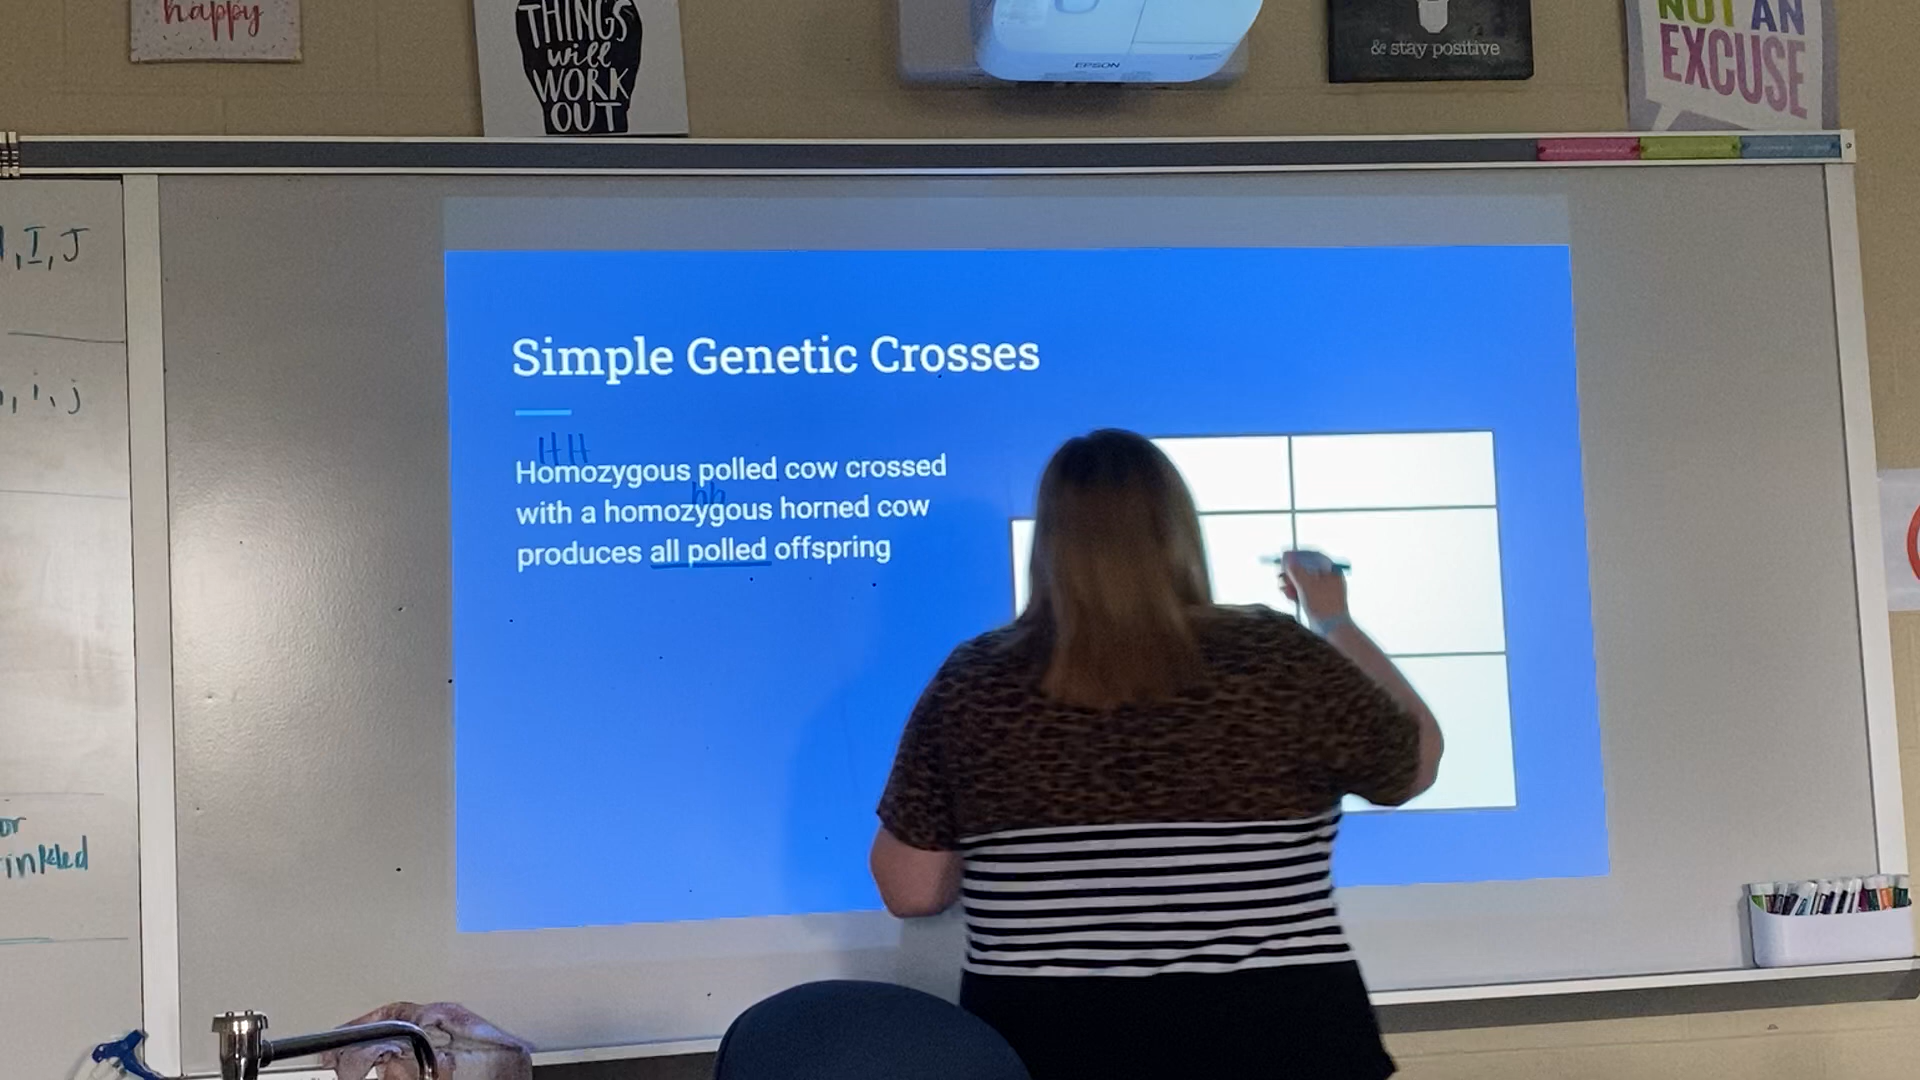 happy
THINGS
will
WORK
OUT
EPSON
& stay positive
NOT AN
EXCUSE
I, J
i, j
or
inkled
Simple Genetic Crosses
HH
Homozygous polled cow crossed
hh
with a homozygous horned cow
produces all polled offspring